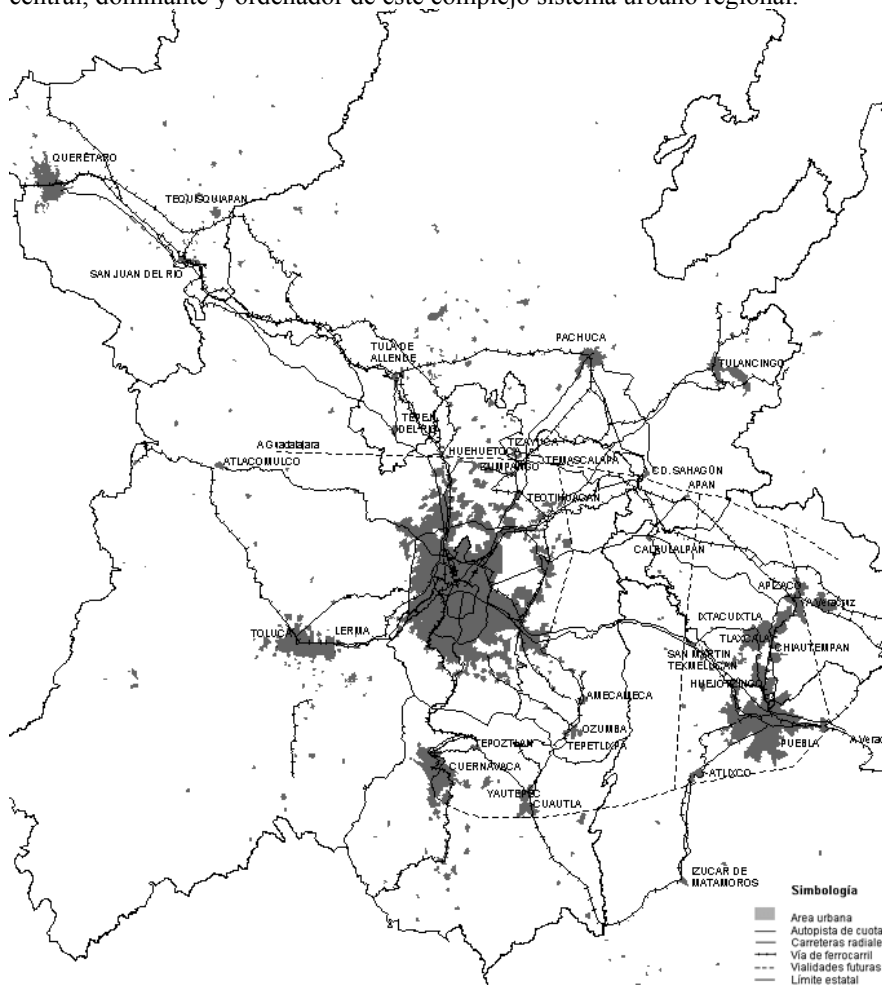 central, dominante y ordenador de este complejo sistema urbano regional.
QUERÉTARO
TEQUISQUIAPAN
SAN JUAN DEL RIO
PACHUCA
TULA DE
ALLENDE
TULANCINGO
TEPEJI
DEL RIO
A Guadalajara
HUEHUETOCA
TIZAYUCA
ATLACOMULCO
ZUMPANGO
TEMASCALAPA
CD. SAHAGÚN
APAN
TEOTIHUACAN
CALPULALPAN
APIZACO
A Veracruz
IXTACUIXTLA
TOLUCA
LERMA
TLAXCALA
CHIAUTEMPAN
SAN MARTIN
TEXMELUCAN
HUEJOTZINGO
AMECAMECA
OZUMBA
TEPOZTLAN
TEPETLIXPA
PUEBLA
A Verac
CUERNAVACA
ATLIXCO
YAUTEPEC
CUAUTLA
IZUCAR DE
MATAMOROS
Simbología
Area urbana
Autopista de cuota
Carreteras radiale
Vía de ferrocarril
Vialidades futuras
Límite estatal